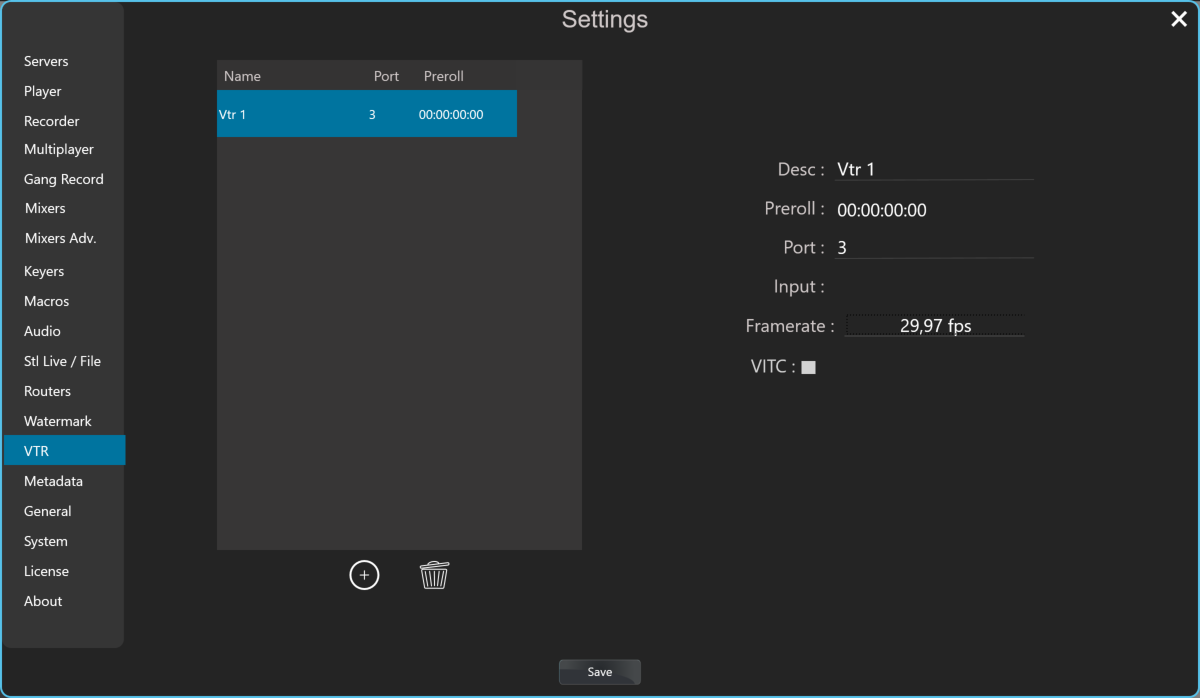 Settings
Servers
Player
Recorder
Multiplayer
Gang Record
Mixers
Mixers Adv.
Keyers
Macros
Audio
Stl Live / File
Routers
Watermark
VTR
Metadata
General
System
License
About
Name Port Preroll
Vtr 1 3 00:00:00:00
Desc : Vtr 1
Preroll : 00:00:00:00
Port : 3
Input :
Framerate : 29,97 fps
VITC :
Save